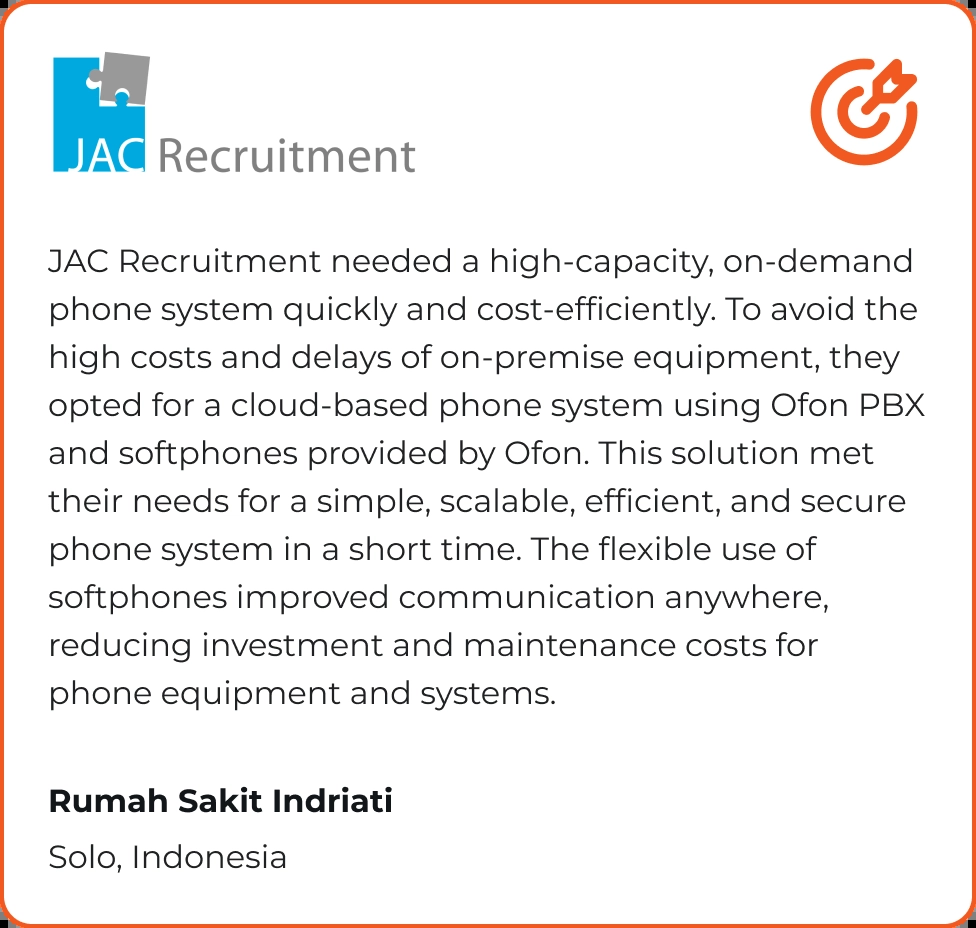 JAC Recruitment
JAC Recruitment needed a high-capacity, on-demand
phone system quickly and cost-efficiently. To avoid the
high costs and delays of on-premise equipment, they
opted for a cloud-based phone system using Ofon PBX
and softphones provided by Ofon. This solution met
their needs for a simple, scalable, efficient, and secure
phone system in a short time. The flexible use of
softphones improved communication anywhere,
reducing investment and maintenance costs for
phone equipment and systems.
Rumah Sakit Indriati
Solo, Indonesia